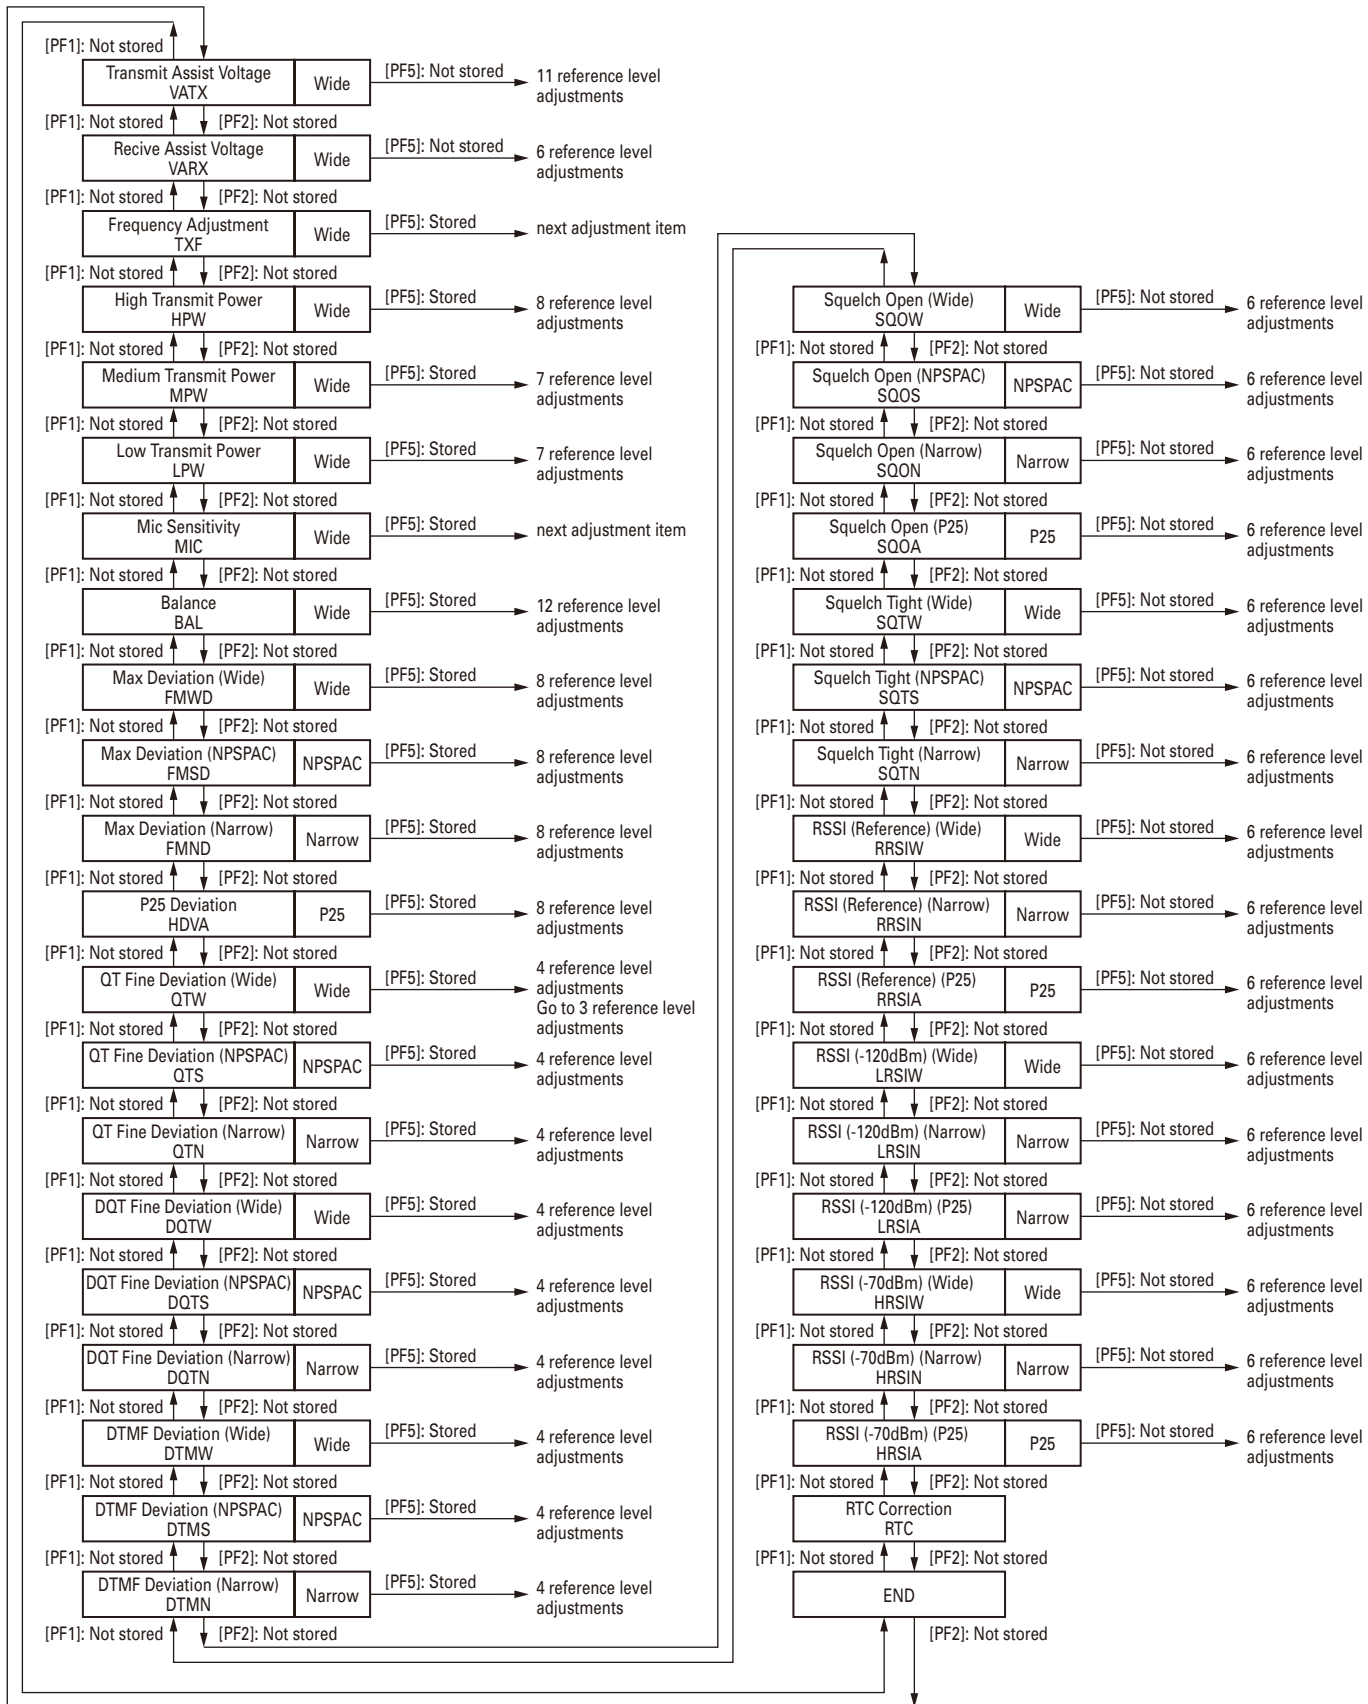 [PF1]: Not stored
Transmit Assist Voltage
VATX
Wide
[PF5]: Not stored
11 reference level
adjustments
[PF1]: Not stored
[PF2]: Not stored
Recive Assist Voltage
VARX
Wide
[PF5]: Not stored
6 reference level
adjustments
[PF1]: Not stored
[PF2]: Not stored
Frequency Adjustment
TXF
Wide
[PF5]: Stored
next adjustment item
[PF1]: Not stored
[PF2]: Not stored
High Transmit Power
HPW
Wide
[PF5]: Stored
8 reference level
adjustments
[PF1]: Not stored
[PF2]: Not stored
Medium Transmit Power
MPW
Wide
[PF5]: Stored
7 reference level
adjustments
[PF1]: Not stored
[PF2]: Not stored
Low Transmit Power
LPW
Wide
[PF5]: Stored
7 reference level
adjustments
[PF1]: Not stored
[PF2]: Not stored
Mic Sensitivity
MIC
Wide
[PF5]: Stored
next adjustment item
[PF1]: Not stored
[PF2]: Not stored
Balance
BAL
Wide
[PF5]: Stored
12 reference level
adjustments
[PF1]: Not stored
[PF2]: Not stored
Max Deviation (Wide)
FMWD
Wide
[PF5]: Stored
8 reference level
adjustments
[PF1]: Not stored
[PF2]: Not stored
Max Deviation (NPSPAC)
FMSD
NPSPAC
[PF5]: Stored
8 reference level
adjustments
[PF1]: Not stored
[PF2]: Not stored
Max Deviation (Narrow)
FMND
Narrow
[PF5]: Stored
8 reference level
adjustments
[PF1]: Not stored
[PF2]: Not stored
P25 Deviation
HDVA
P25
[PF5]: Stored
8 reference level
adjustments
[PF1]: Not stored
[PF2]: Not stored
QT Fine Deviation (Wide)
QTW
Wide
[PF5]: Stored
4 reference level
adjustments
Go to 3 reference level
adjustments
[PF1]: Not stored
[PF2]: Not stored
QT Fine Deviation (NPSPAC)
QTS
NPSPAC
[PF5]: Stored
4 reference level
adjustments
[PF1]: Not stored
[PF2]: Not stored
QT Fine Deviation (Narrow)
QTN
Narrow
[PF5]: Stored
4 reference level
adjustments
[PF1]: Not stored
[PF2]: Not stored
DQT Fine Deviation (Wide)
DQTW
Wide
[PF5]: Stored
4 reference level
adjustments
[PF1]: Not stored
[PF2]: Not stored
DQT Fine Deviation (NPSPAC)
DQTS
NPSPAC
[PF5]: Stored
4 reference level
adjustments
[PF1]: Not stored
[PF2]: Not stored
DQT Fine Deviation (Narrow)
DQTN
Narrow
[PF5]: Stored
4 reference level
adjustments
[PF1]: Not stored
[PF2]: Not stored
DTMF Deviation (Wide)
DTMW
Wide
[PF5]: Stored
4 reference level
adjustments
[PF1]: Not stored
[PF2]: Not stored
DTMF Deviation (NPSPAC)
DTMS
NPSPAC
[PF5]: Stored
4 reference level
adjustments
[PF1]: Not stored
[PF2]: Not stored
DTMF Deviation (Narrow)
DTMN
Narrow
[PF5]: Stored
4 reference level
adjustments
[PF1]: Not stored
[PF2]: Not stored
Squelch Open (Wide)
SQOW
Wide
[PF5]: Not stored
6 reference level
adjustments
[PF1]: Not stored
[PF2]: Not stored
Squelch Open (NPSPAC)
SQOS
NPSPAC
[PF5]: Not stored
6 reference level
adjustments
[PF1]: Not stored
[PF2]: Not stored
Squelch Open (Narrow)
SQON
Narrow
[PF5]: Not stored
6 reference level
adjustments
[PF1]: Not stored
[PF2]: Not stored
Squelch Open (P25)
SQOA
P25
[PF5]: Not stored
6 reference level
adjustments
[PF1]: Not stored
[PF2]: Not stored
Squelch Tight (Wide)
SQTW
Wide
[PF5]: Not stored
6 reference level
adjustments
[PF1]: Not stored
[PF2]: Not stored
Squelch Tight (NPSPAC)
SQTS
NPSPAC
[PF5]: Not stored
6 reference level
adjustments
[PF1]: Not stored
[PF2]: Not stored
Squelch Tight (Narrow)
SQTN
Narrow
[PF5]: Not stored
6 reference level
adjustments
[PF1]: Not stored
[PF2]: Not stored
RSSI (Reference) (Wide)
RRSIW
Wide
[PF5]: Not stored
6 reference level
adjustments
[PF1]: Not stored
[PF2]: Not stored
RSSI (Reference) (Narrow)
RRSIN
Narrow
[PF5]: Not stored
6 reference level
adjustments
[PF1]: Not stored
[PF2]: Not stored
RSSI (Reference) (P25)
RRSIA
P25
[PF5]: Not stored
6 reference level
adjustments
[PF1]: Not stored
[PF2]: Not stored
RSSI (-120dBm) (Wide)
LRSIW
Wide
[PF5]: Not stored
6 reference level
adjustments
[PF1]: Not stored
[PF2]: Not stored
RSSI (-120dBm) (Narrow)
LRSIN
Narrow
[PF5]: Not stored
6 reference level
adjustments
[PF1]: Not stored
[PF2]: Not stored
RSSI (-120dBm) (P25)
LRSIA
Narrow
[PF5]: Not stored
6 reference level
adjustments
[PF1]: Not stored
[PF2]: Not stored
RSSI (-70dBm) (Wide)
HRSIW
Wide
[PF5]: Not stored
6 reference level
adjustments
[PF1]: Not stored
[PF2]: Not stored
RSSI (-70dBm) (Narrow)
HRSIN
Narrow
[PF5]: Not stored
6 reference level
adjustments
[PF1]: Not stored
[PF2]: Not stored
RSSI (-70dBm) (P25)
HRSIA
P25
[PF5]: Not stored
6 reference level
adjustments
[PF1]: Not stored
[PF2]: Not stored
RTC Correction
RTC
[PF1]: Not stored
[PF2]: Not stored
END
[PF2]: Not stored